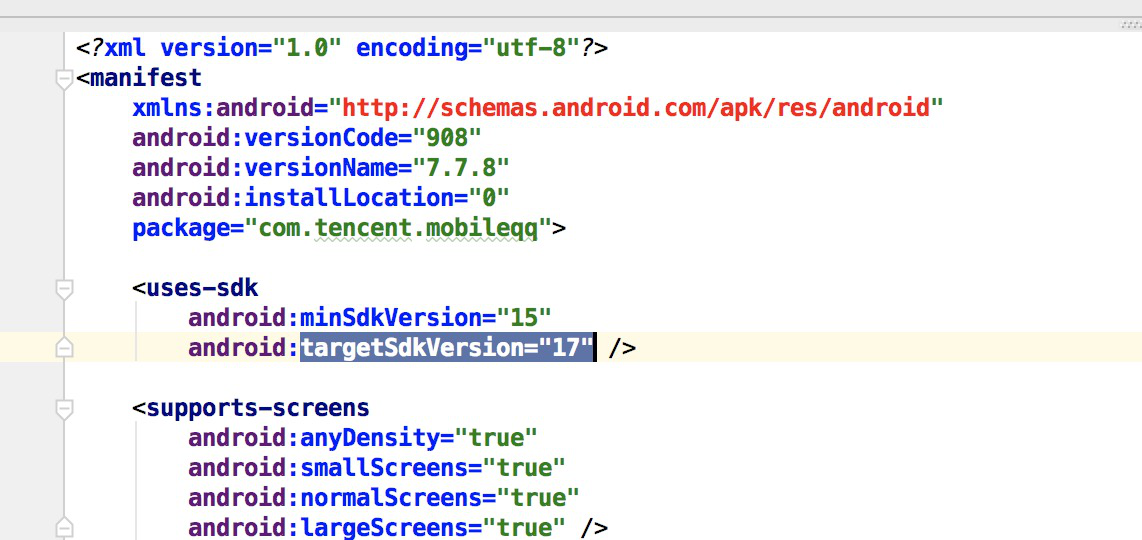 <?xml version="1.0" encoding="utf-8"?>
<manifest
xmlns:android="http://schemas.android.com/apk/res/android"
android:versionCode="908"
android:versionName="7.7.8"
android:installLocation="0"
package="com.tencent.mobileqq">
<uses-sdk
android:minSdkVersion="15"
android:targetSdkVersion="17" />
<supports-screens
android:anyDensity="true"
android:smallScreens="true"
android:normalScreens="true"
android:largeScreens="true" />